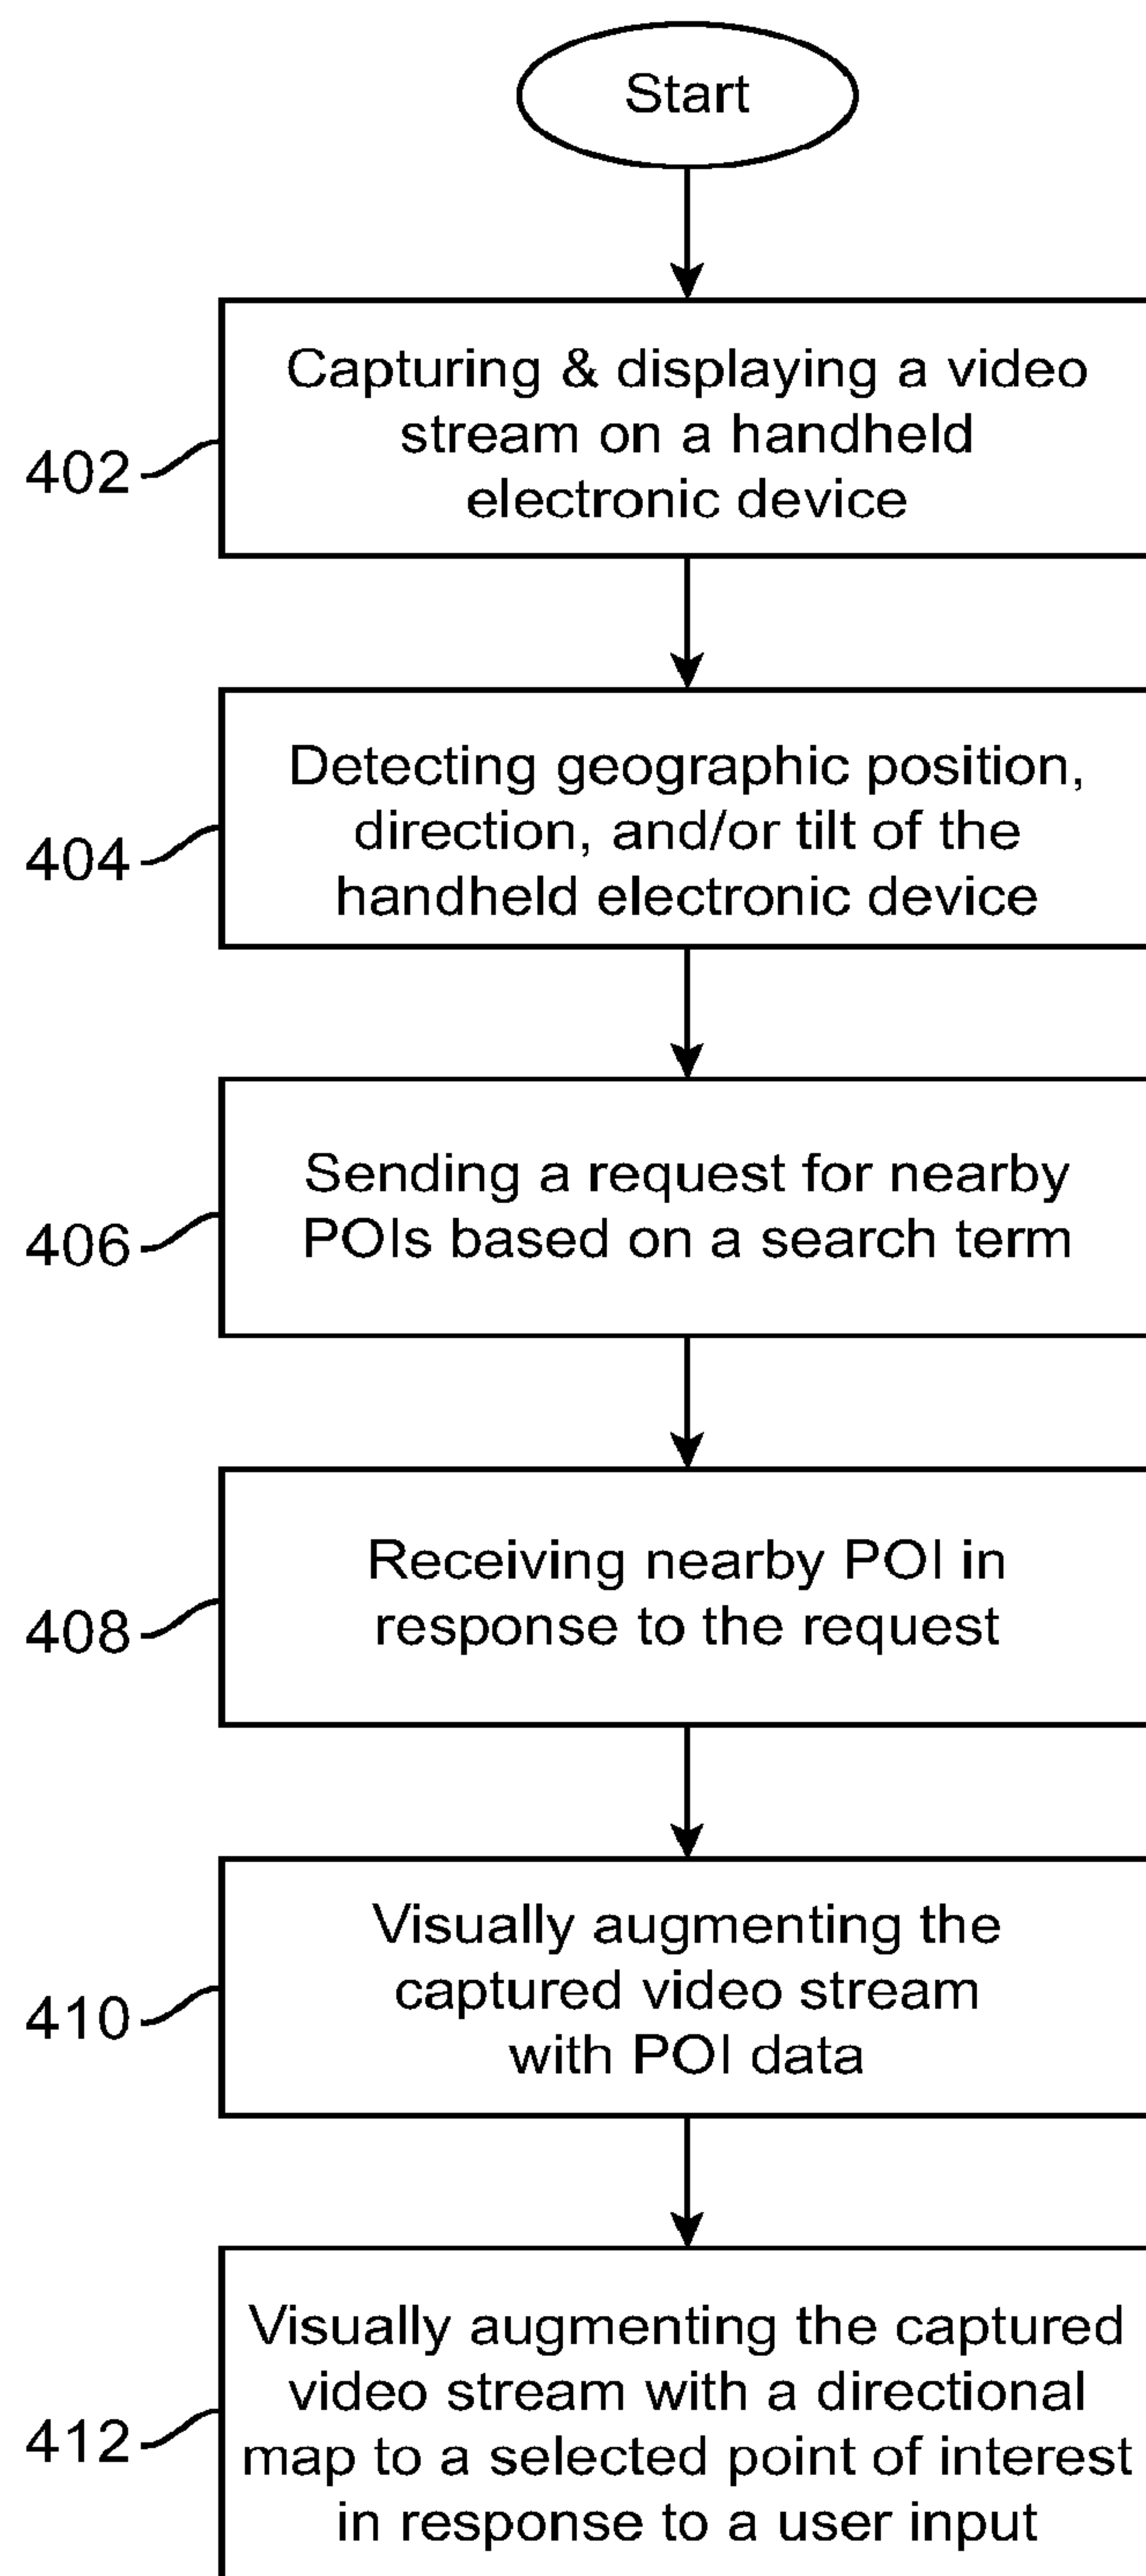 Start
Capturing & displaying a video
stream on a handheld
electronic device
402
Detecting geographic position,
direction, and/or tilt of the
handheld electronic device
404
Sending a request for nearby
POIs based on a search term
406
Receiving nearby POI in
response to the request
408
Visually augmenting the
captured video stream
with POI data
410
Visually augmenting the captured
video stream with a directional
map to a selected point of interest
in response to a user input
412